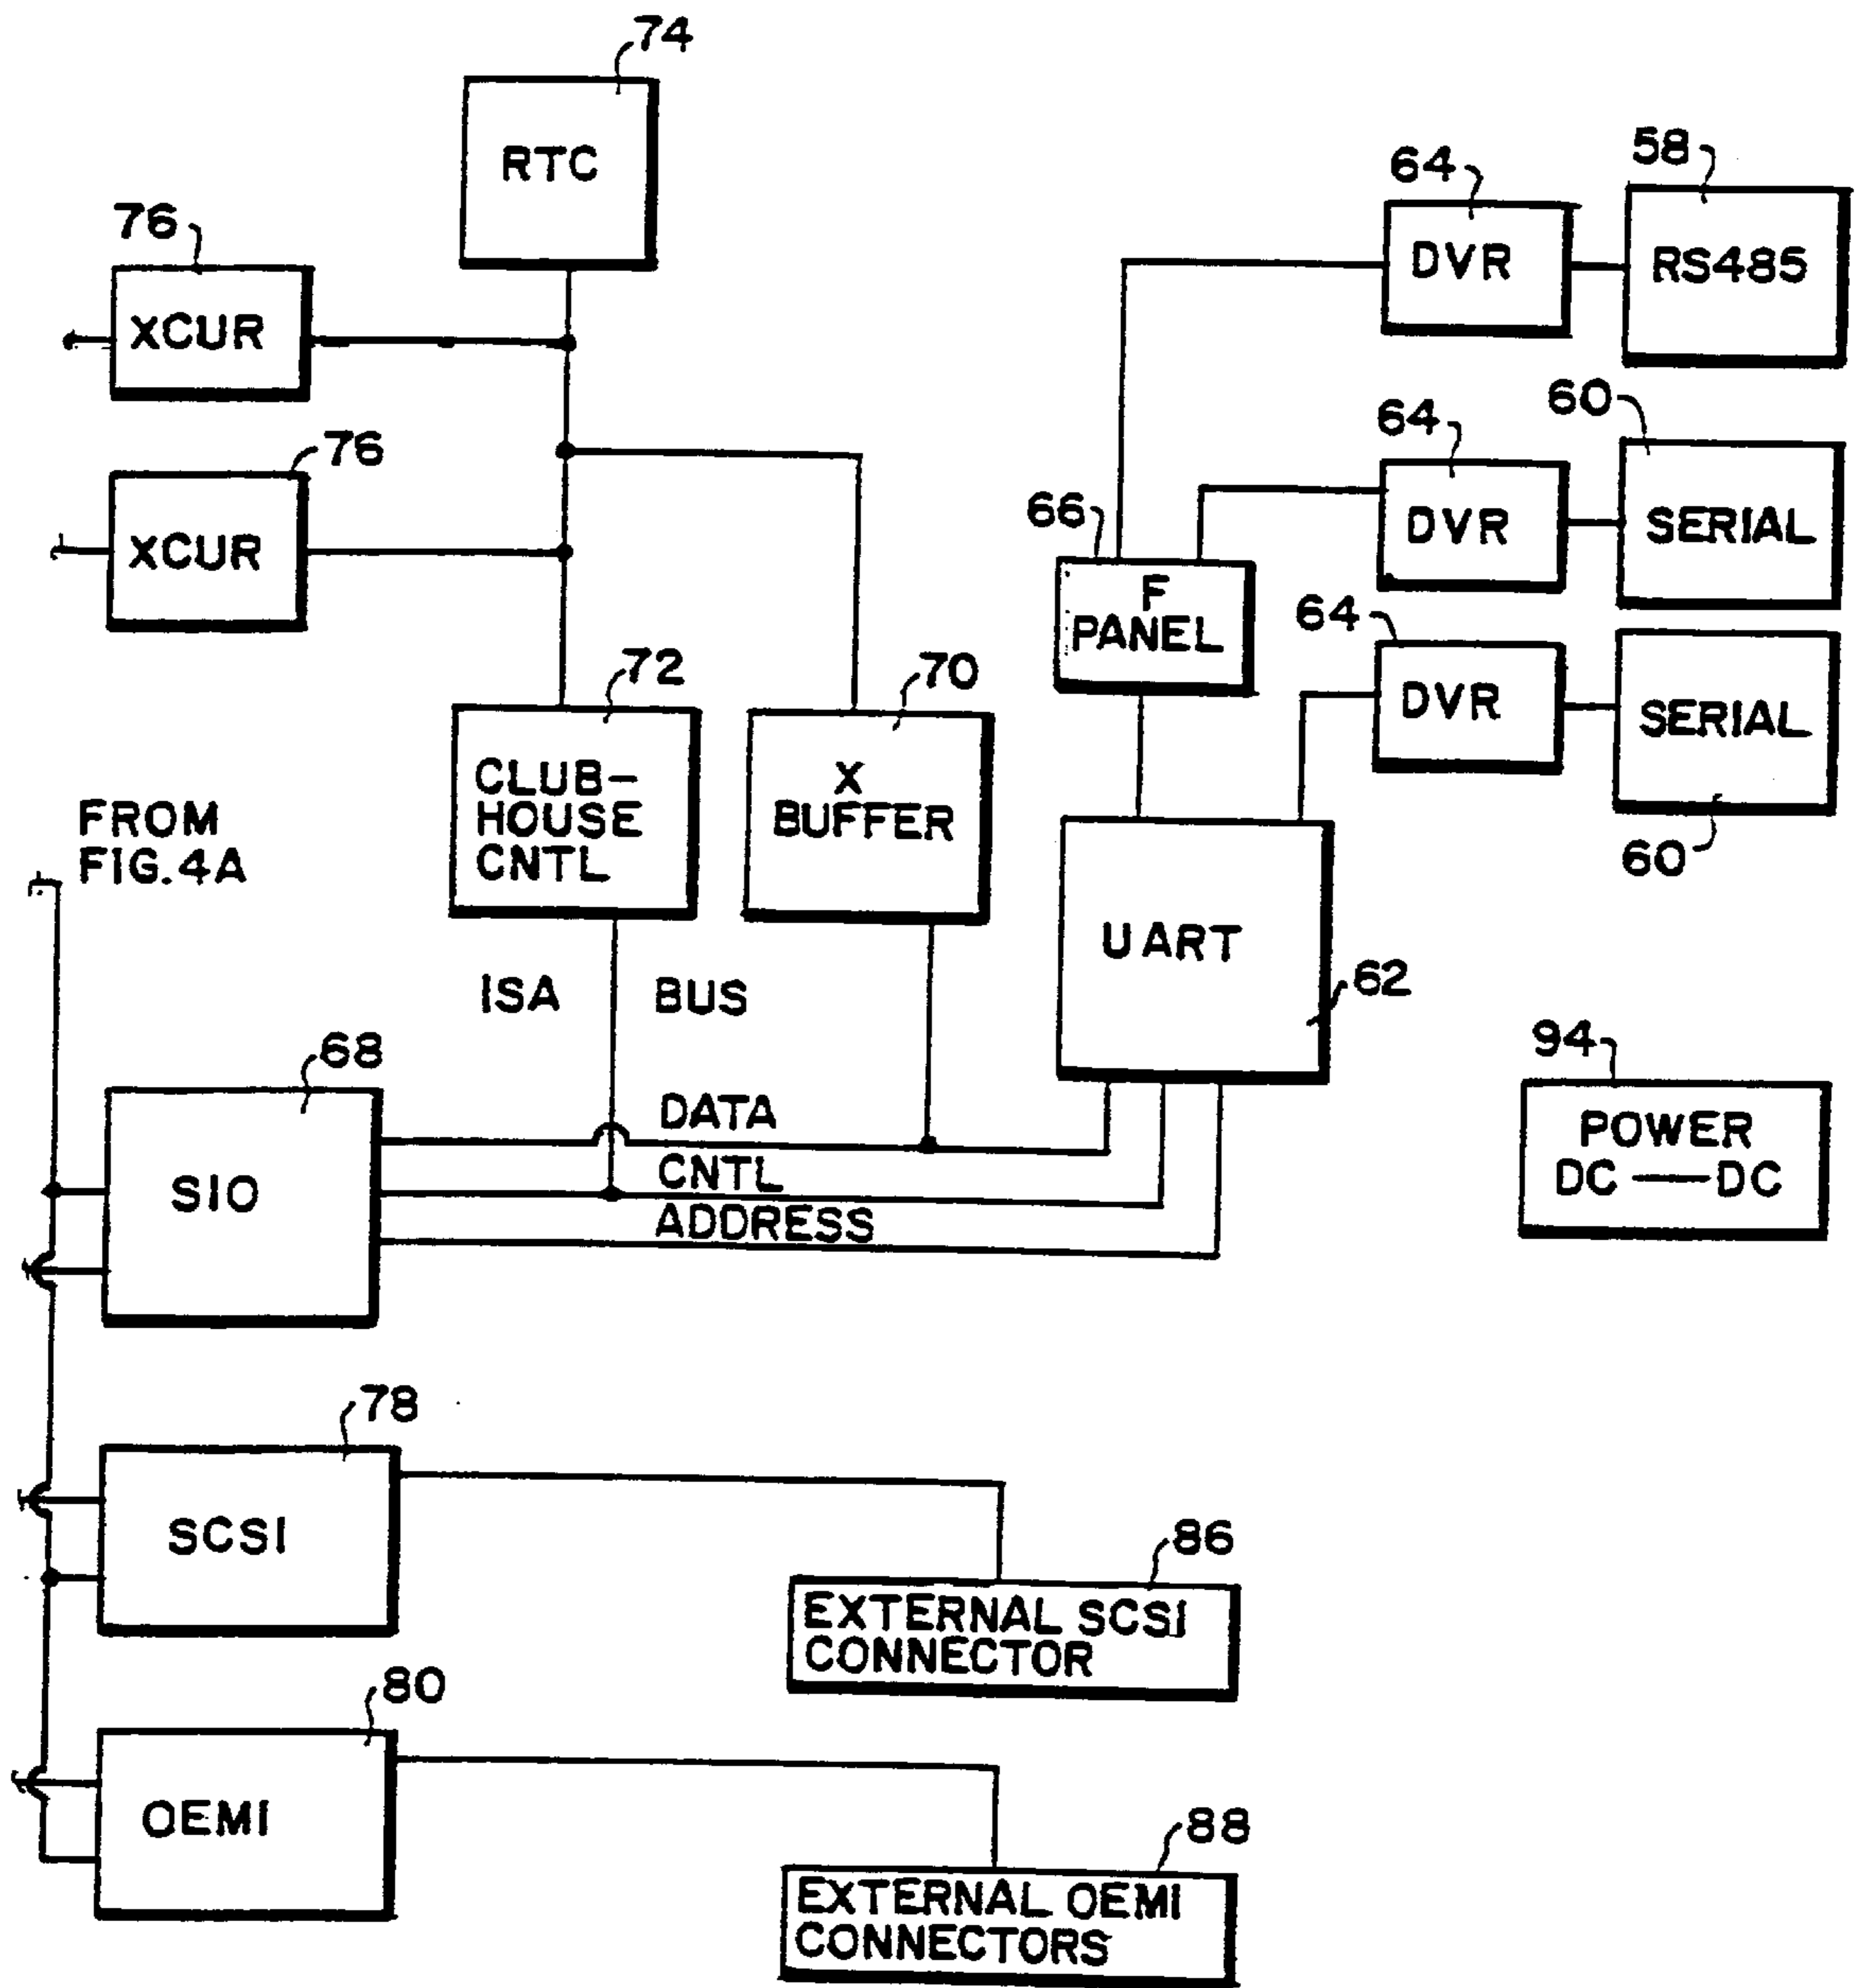 74
RTC
58
64
DVR
RS485
76
XCUR
60
64
76
DVR
SERIAL
66
XCUR
F
PANEL
64
DVR
SERIAL
72
70
CLUB-
HOUSE
CNTL
X
BUFFER
60
FROM
FIG.4A
UART
62
ISA BUS
94
POWER
DC — DC
68
SIO
DATA
CNTL
ADDRESS
78
SCSI
86
EXTERNAL SCSI
CONNECTOR
80
OEMI
88
EXTERNAL OEMI
CONNECTORS